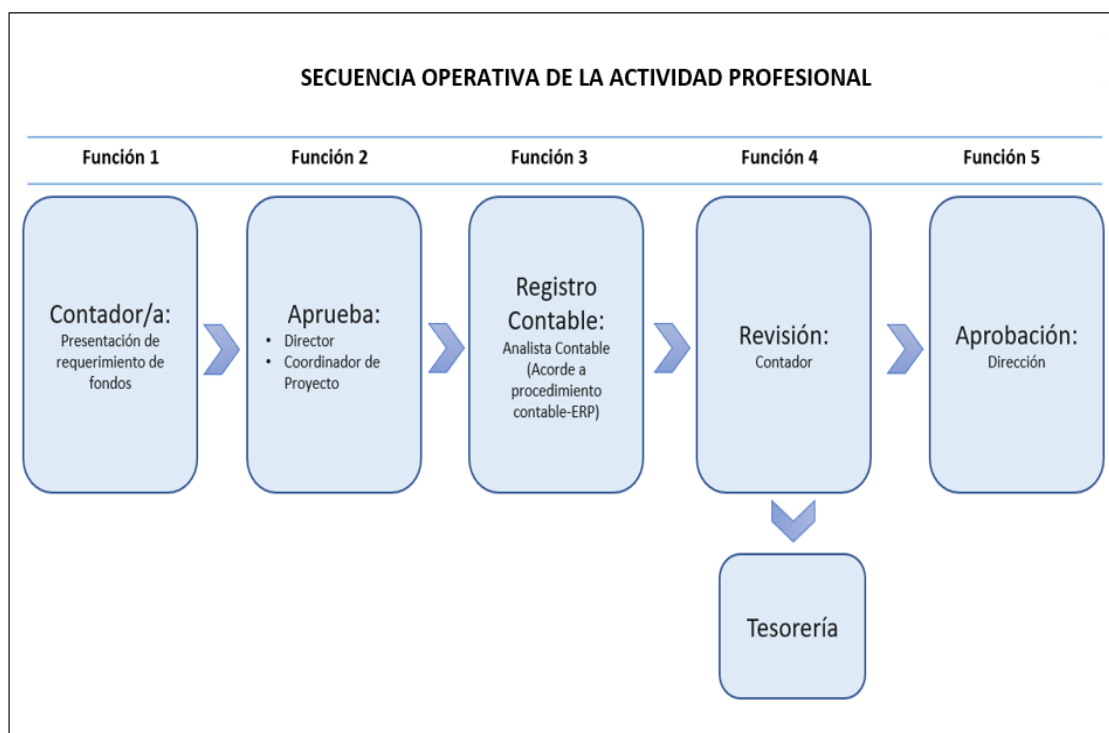 SECUENCIA OPERATIVA DE LA ACTIVIDAD PROFESIONAL
Función 1
Función 2
Función 3
Función 4
Función 5
Contador/a:
Presentación de
requerimiento de
fondos
Aprueba:
• Director
• Coordinador de
Proyecto
Registro
Contable:
Analista Contable
(Acorde a
procedimiento
contable-ERP)
Revisión:
Contador
Aprobación:
Dirección
Tesorería